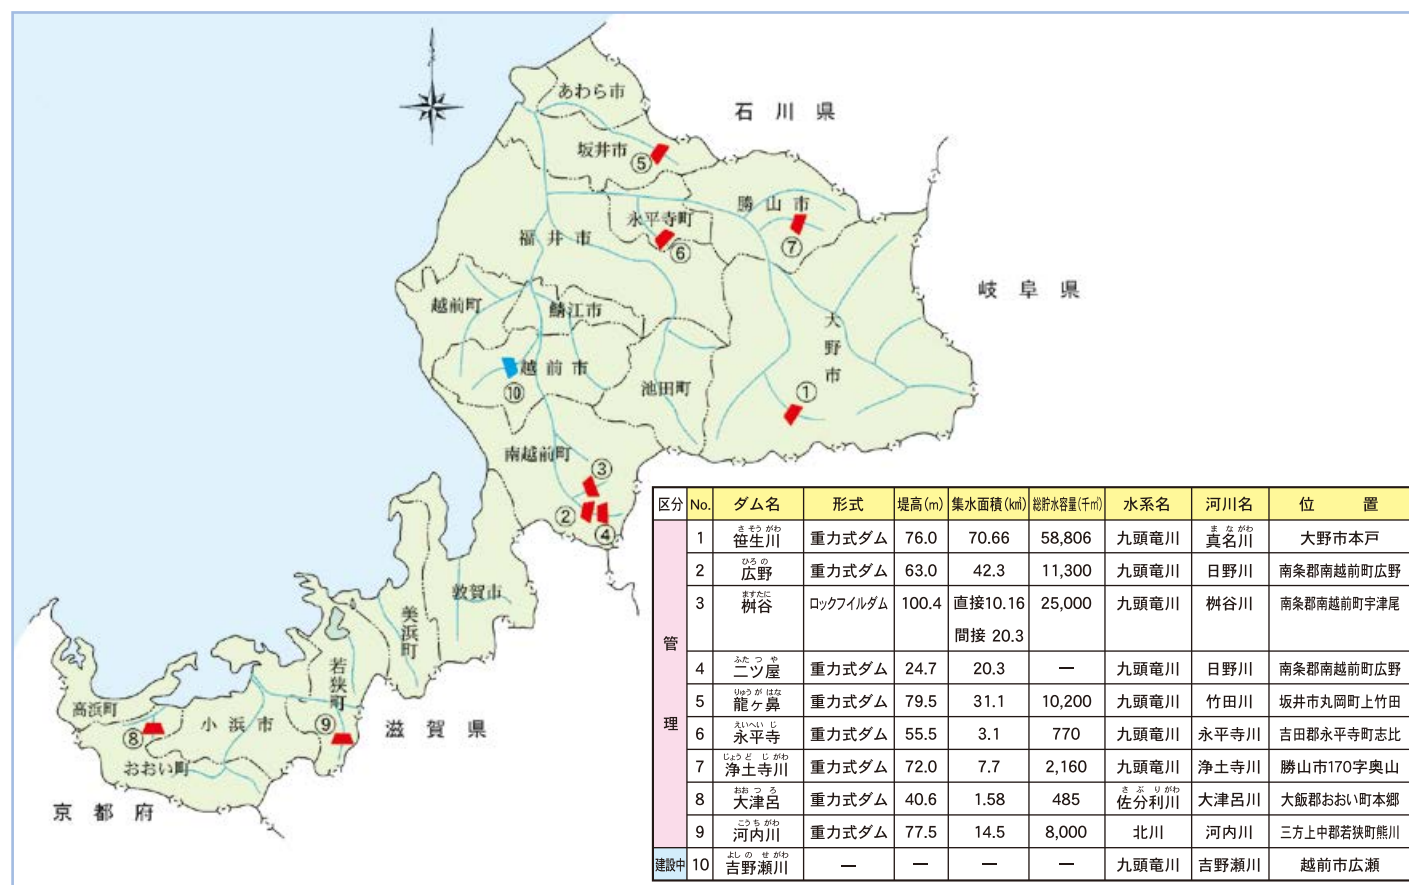 あわら市
石川県
坂井市
⑤
勝山市
永平寺町
⑦
福井市
⑥
岐阜県
越前町
鯖江市
大野市
越前市
池田町
①
⑩
南越前町
③
②
④
敦賀市
美浜町
若狭町
高浜町
小浜市
⑨
滋賀県
⑧
おおい町
京都府
区分 No. ダム名 形式 堤高(m) 集水面積(k㎡) 総貯水容量(千㎥) 水系名 河川名 位置
管理
さそうがわ まながわ
1 笹生川 重力式ダム 76.0 70.66 58,806 九頭竜川 真名川 大野市本戸
ひろの
2 広野 重力式ダム 63.0 42.3 11,300 九頭竜川 日野川 南条郡南越前町広野
ますたに
3 桝谷 ロックフイルダム 100.4 直接10.16 25,000 九頭竜川 桝谷川 南条郡南越前町宇津尾
間接 20.3
ふたつや
4 二ツ屋 重力式ダム 24.7 20.3 — 九頭竜川 日野川 南条郡南越前町広野
りゅうがはな
5 龍ヶ鼻 重力式ダム 79.5 31.1 10,200 九頭竜川 竹田川 坂井市丸岡町上竹田
えいへいじ
6 永平寺 重力式ダム 55.5 3.1 770 九頭竜川 永平寺川 吉田郡永平寺町志比
じょうどじがわ
7 浄土寺川 重力式ダム 72.0 7.7 2,160 九頭竜川 浄土寺川 勝山市170字奥山
おおつろ さぶりがわ
8 大津呂 重力式ダム 40.6 1.58 485 佐分利川 大津呂川 大飯郡おおい町本郷
こうちがわ
9 河内川 重力式ダム 77.5 14.5 8,000 北川 河内川 三方上中郡若狭町熊川
よしのせがわ
建設中 10 吉野瀬川 — — — — 九頭竜川 吉野瀬川 越前市広瀬